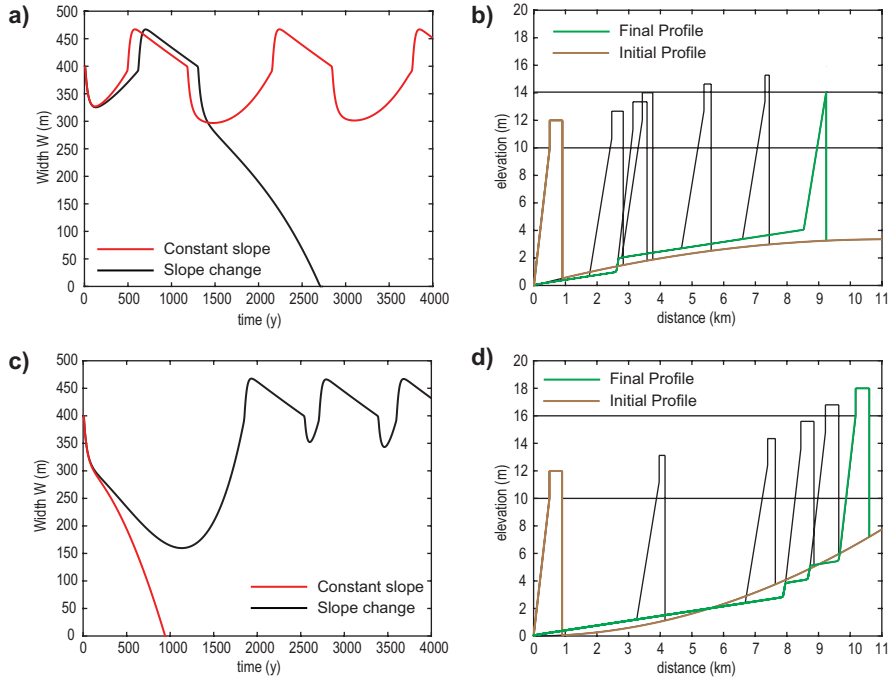 a)
500
450
400
350
300
250
200
150
100
50
0
Width W (m)
Constant slope
Slope change
0 500 1000 1500 2000 2500 3000 3500 4000
time (y)
b)
20
18
16
14
12
10
8
6
4
2
0
elevation (m)
Final Profile
Initial Profile
0 1 2 3 4 5 6 7 8 9 10 11
distance (km)
c)
500
450
400
350
300
250
200
150
100
50
0
Width W (m)
Constant slope
Slope change
0 500 1000 1500 2000 2500 3000 3500 4000
time (y)
d)
20
18
16
14
12
10
8
6
4
2
0
elevation (m)
Final Profile
Initial Profile
0 1 2 3 4 5 6 7 8 9 10 11
distance (km)